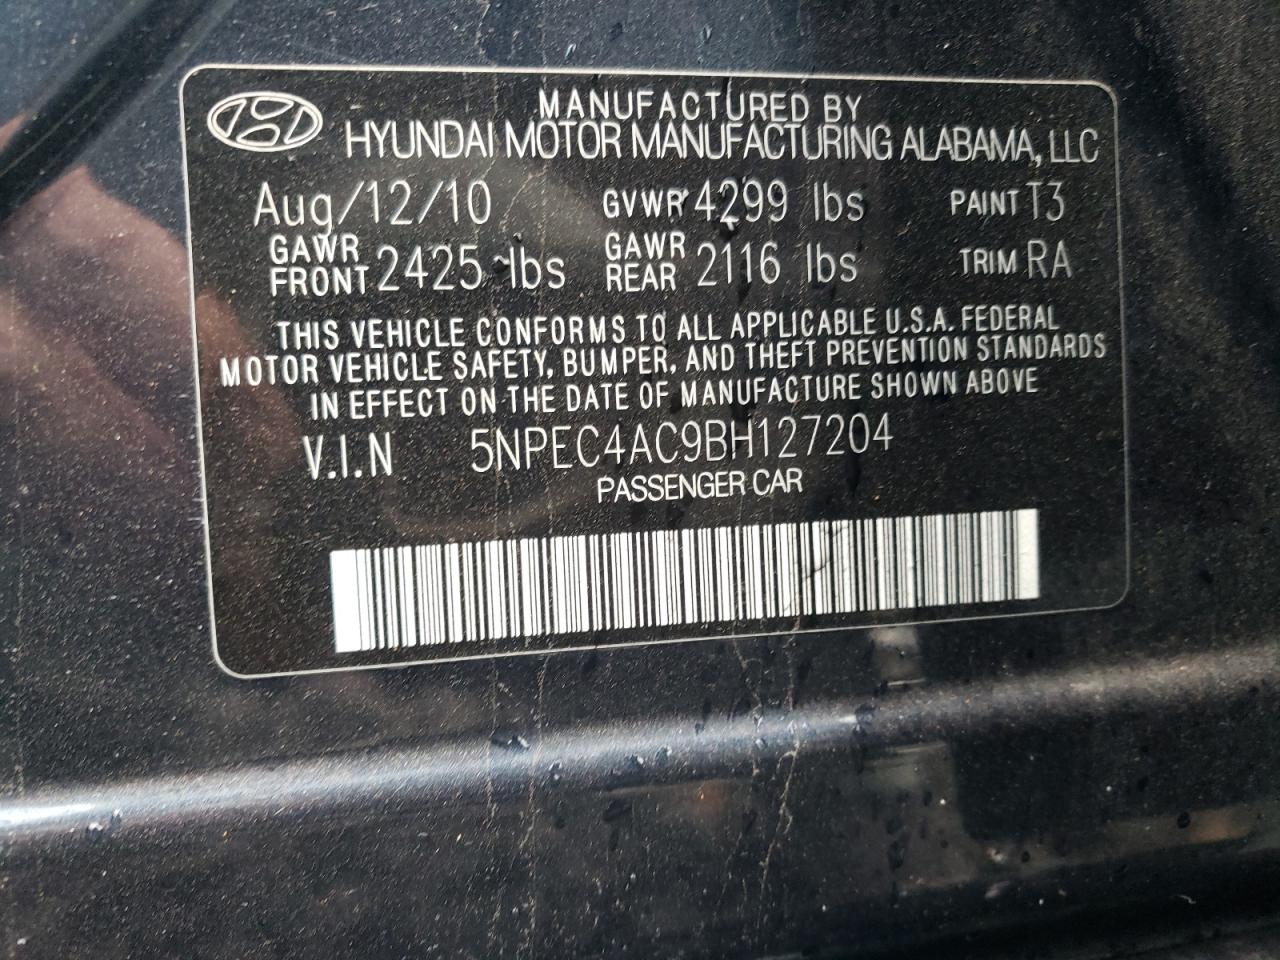 MANUFACTURED BY
HYUNDAI MOTOR MANUFACTURING ALABAMA, LLC
Aug/12/10 GVWR 4299 lbs PAINT T3
GAWR FRONT 2425 lbs GAWR REAR 2116 lbs TRIM RA
THIS VEHICLE CONFORMS TO ALL APPLICABLE U.S.A. FEDERAL
MOTOR VEHICLE SAFETY, BUMPER, AND THEFT PREVENTION STANDARDS
IN EFFECT ON THE DATE OF MANUFACTURE SHOWN ABOVE
V.I.N 5NPEC4AC9BH127204
PASSENGER CAR